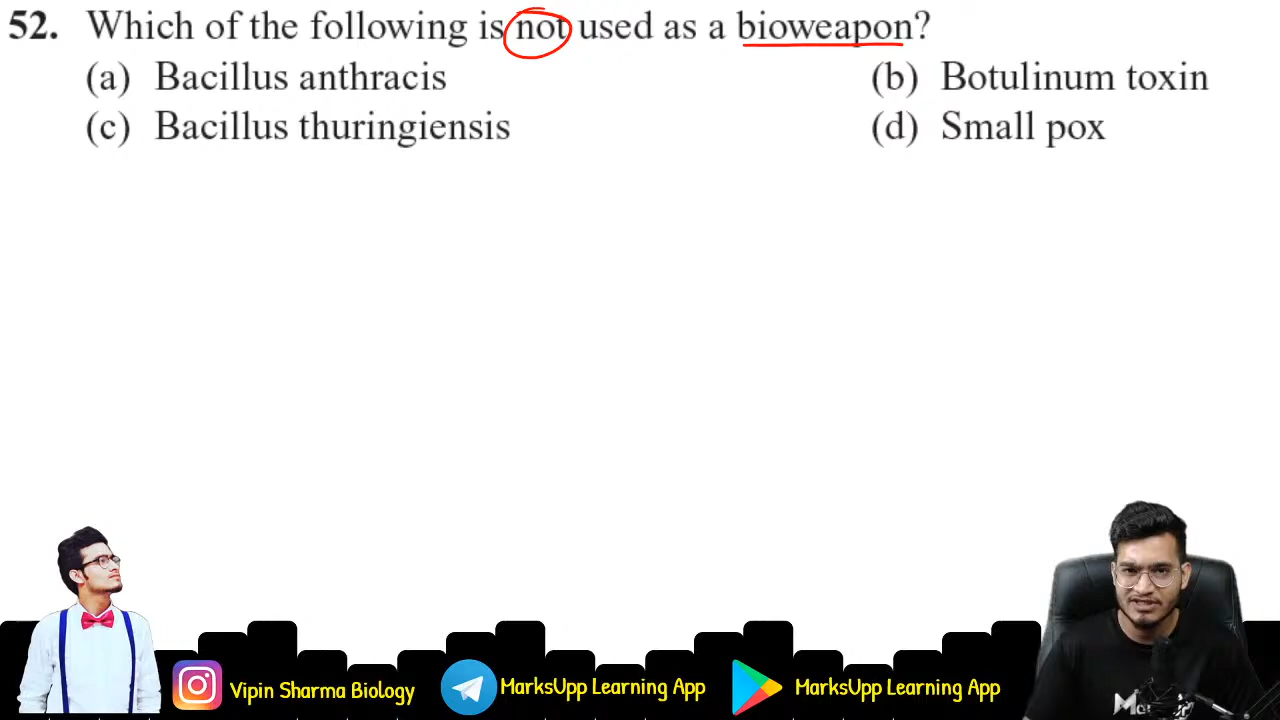 52. Which of the following is not used as a bioweapon?
(a) Bacillus anthracis (b) Botulinum toxin
(c) Bacillus thuringiensis (d) Small pox
Vipin Sharma Biology MarksUpp Learning App MarksUpp Learning App